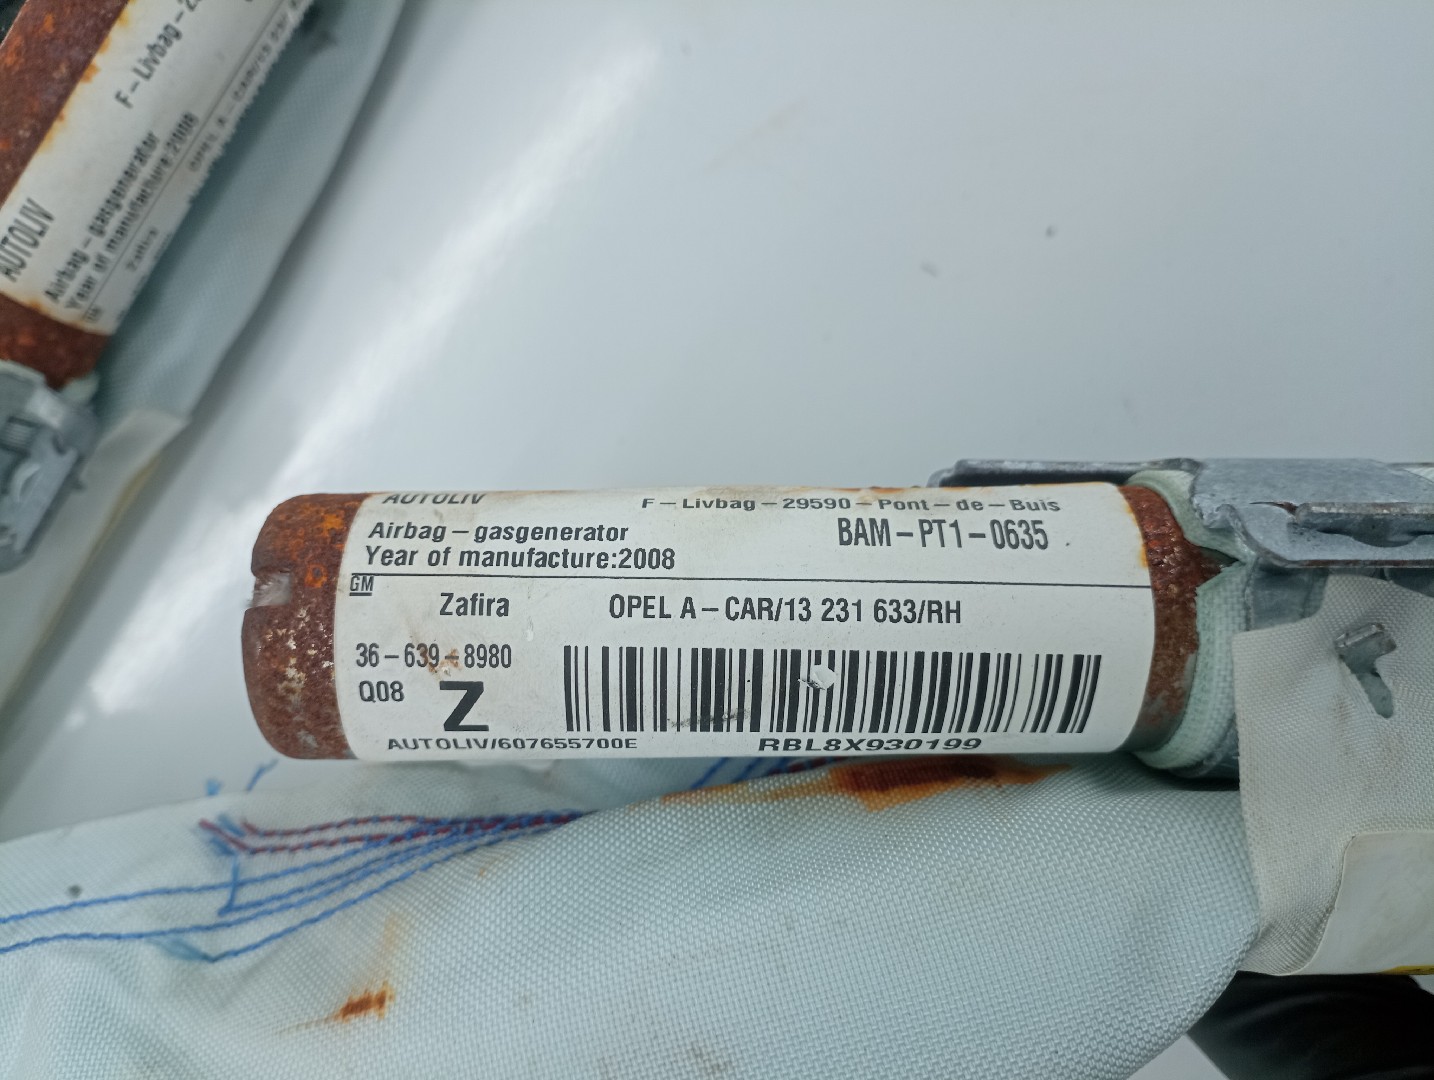 AUTOLIV
F-Livbag-2
Airbag-gasgenerator
Year of manufacture:2008
Zafira
AUTOLIV F-Livbag-29590-Pont-de-Buis
Airbag-gasgenerator BAM-PT1-0635
Year of manufacture:2008
GM
Zafira OPEL A-CAR/13 231 633/RH
36-639-8980
Q08 Z
AUTOLIV/607655700E RBL8X930199